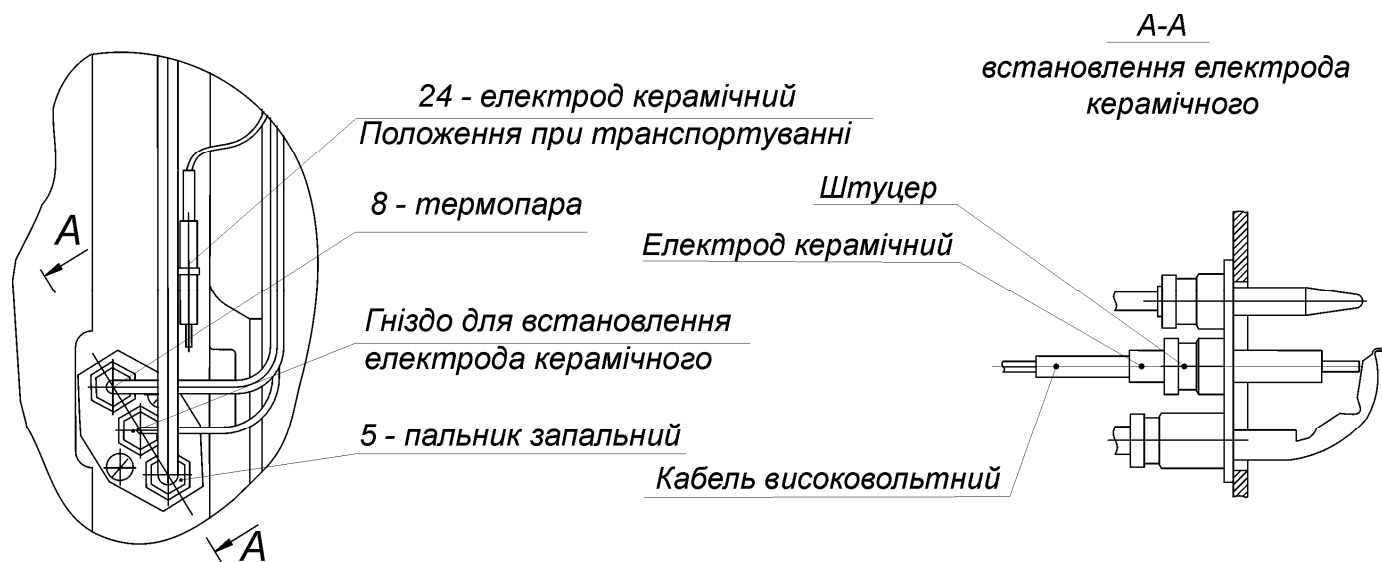 24 - електрод керамічний
Положення при транспортуванні
8 - термопара
А
Гніздо для встановлення
електрода керамічного
5 - пальник запальний
А
А-А
встановлення електрода
керамічного
Штуцер
Електрод керамічний
Кабель високовольтний